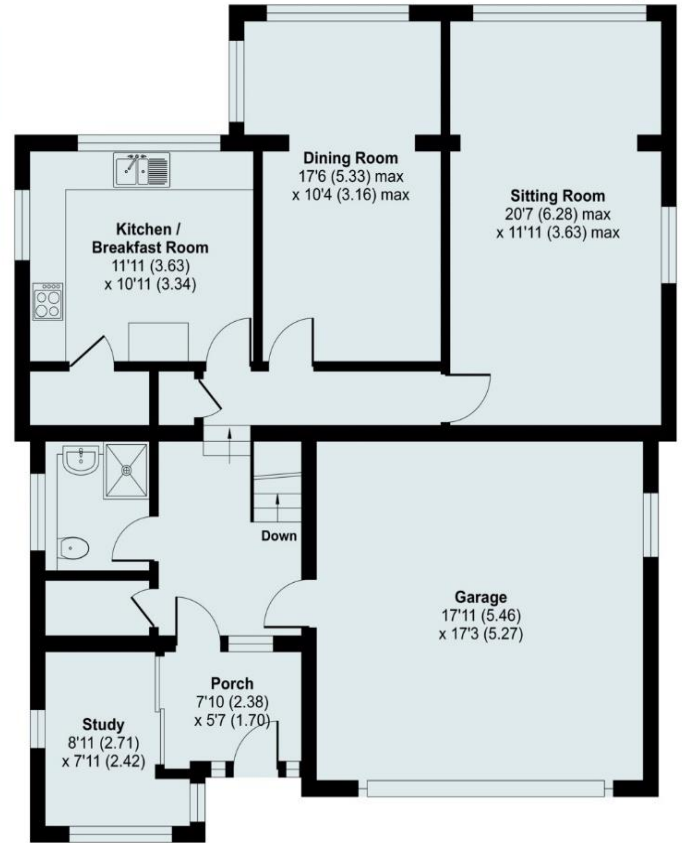 Dining Room
17'6 (5.33) max
x 10'4 (3.16) max
Sitting Room
20'7 (6.28) max
x 11'11 (3.63) max
Kitchen /
Breakfast Room
11'11 (3.63)
x 10'11 (3.34)
Down
Garage
17'11 (5.46)
x 17'3 (5.27)
Porch
7'10 (2.38)
x 5'7 (1.70)
Study
8'11 (2.71)
x 7'11 (2.42)